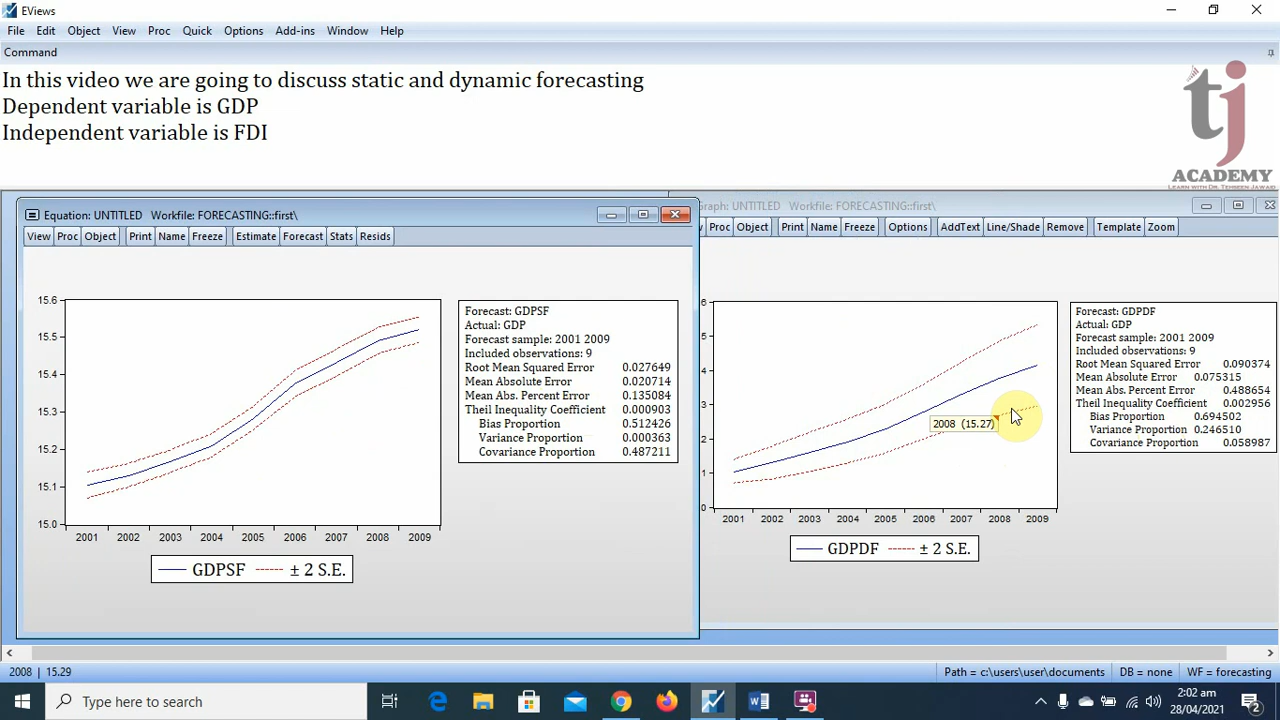 EViews
File Edit Object View Proc Quick Options Add-ins Window Help
Command
In this video we are going to discuss static and dynamic forecasting
Dependent variable is GDP
Independent variable is FDI
tj
ACADEMY
LEARN WITH DR. TEHSEEN JAWAID
Equation: UNTITLED Workfile: FORECASTING::first\
View Proc Object Print Name Freeze Estimate Forecast Stats Resids
15.6
15.5
15.4
15.3
15.2
15.1
15.0
2001 2002 2003 2004 2005 2006 2007 2008 2009
GDPSF ± 2 S.E.
Forecast: GDPSF
Actual: GDP
Forecast sample: 2001 2009
Included observations: 9
Root Mean Squared Error 0.027649
Mean Absolute Error 0.020714
Mean Abs. Percent Error 0.135084
Theil Inequality Coefficient 0.000903
Bias Proportion 0.512426
Variance Proportion 0.000363
Covariance Proportion 0.487211
Graph: UNTITLED Workfile: FORECASTING::first\
Proc Object Print Name Freeze Options AddText Line/Shade Remove Template Zoom
6
5
4
3
2
1
0
2008 (15.27)
2001 2002 2003 2004 2005 2006 2007 2008 2009
GDPDF ± 2 S.E.
Forecast: GDPDF
Actual: GDP
Forecast sample: 2001 2009
Included observations: 9
Root Mean Squared Error 0.090374
Mean Absolute Error 0.075315
Mean Abs. Percent Error 0.488654
Theil Inequality Coefficient 0.002956
Bias Proportion 0.694502
Variance Proportion 0.246510
Covariance Proportion 0.058987
2008 | 15.29
Path = c:\users\user\documents DB = none WF = forecasting
Type here to search
2:02 am
28/04/2021
2